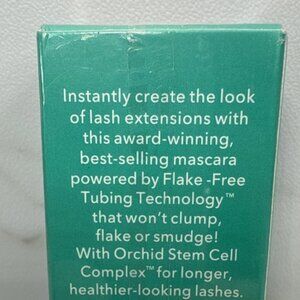 Instantly create the look
of lash extensions with
this award-winning,
best-selling mascara
powered by Flake -Free
Tubing Technology™
that won't clump,
flake or smudge!
With Orchid Stem Cell
Complex™ for longer,
healthier-looking lashes.